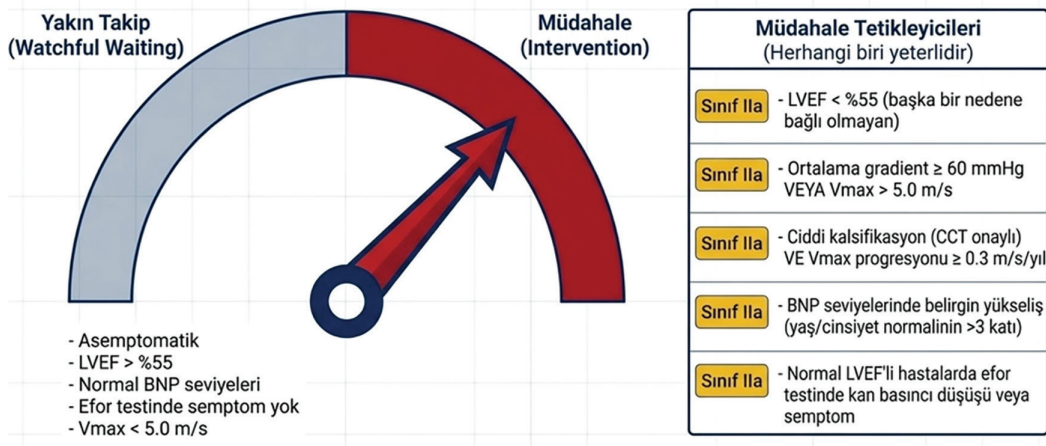 Yakın Takip
(Watchful Waiting)
Müdahale
(Intervention)
- Asemptomatik
- LVEF > %55
- Normal BNP seviyeleri
- Efor testinde semptom yok
- Vmax < 5.0 m/s
Müdahale Tetikleyicileri
(Herhangi biri yeterlidir)
Sınıf IIa - LVEF < %55 (başka bir nedene
bağlı olmayan)
Sınıf IIa - Ortalama gradient ≥ 60 mmHg
VEYA Vmax > 5.0 m/s
Sınıf IIa - Ciddi kalsifikasyon (CCT onaylı)
VE Vmax progresyonu ≥ 0.3 m/s/yıl
Sınıf IIa - BNP seviyelerinde belirgin yükseliş
(yaş/cinsiyet normalinin >3 katı)
Sınıf IIa - Normal LVEF'li hastalarda efor
testinde kan basıncı düşüşü veya
semptom